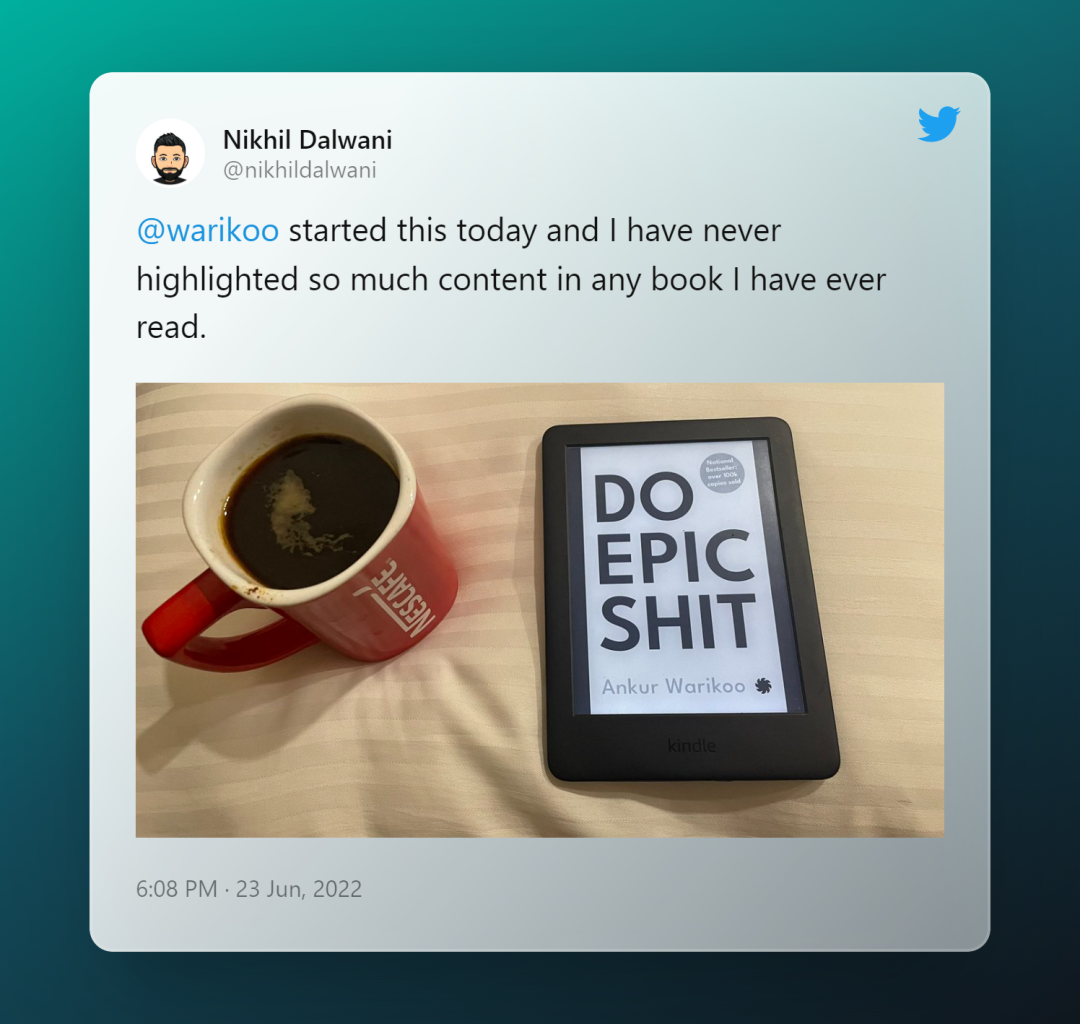 Nikhil Dalwani
@nikhildalwani
@warikoo started this today and I have never
highlighted so much content in any book I have ever
read.
NESCAFÉ.
National
Bestseller:
over 100k
copies sold
DO
EPIC
SHIT
Ankur Warikoo
kindle
6:08 PM · 23 Jun, 2022